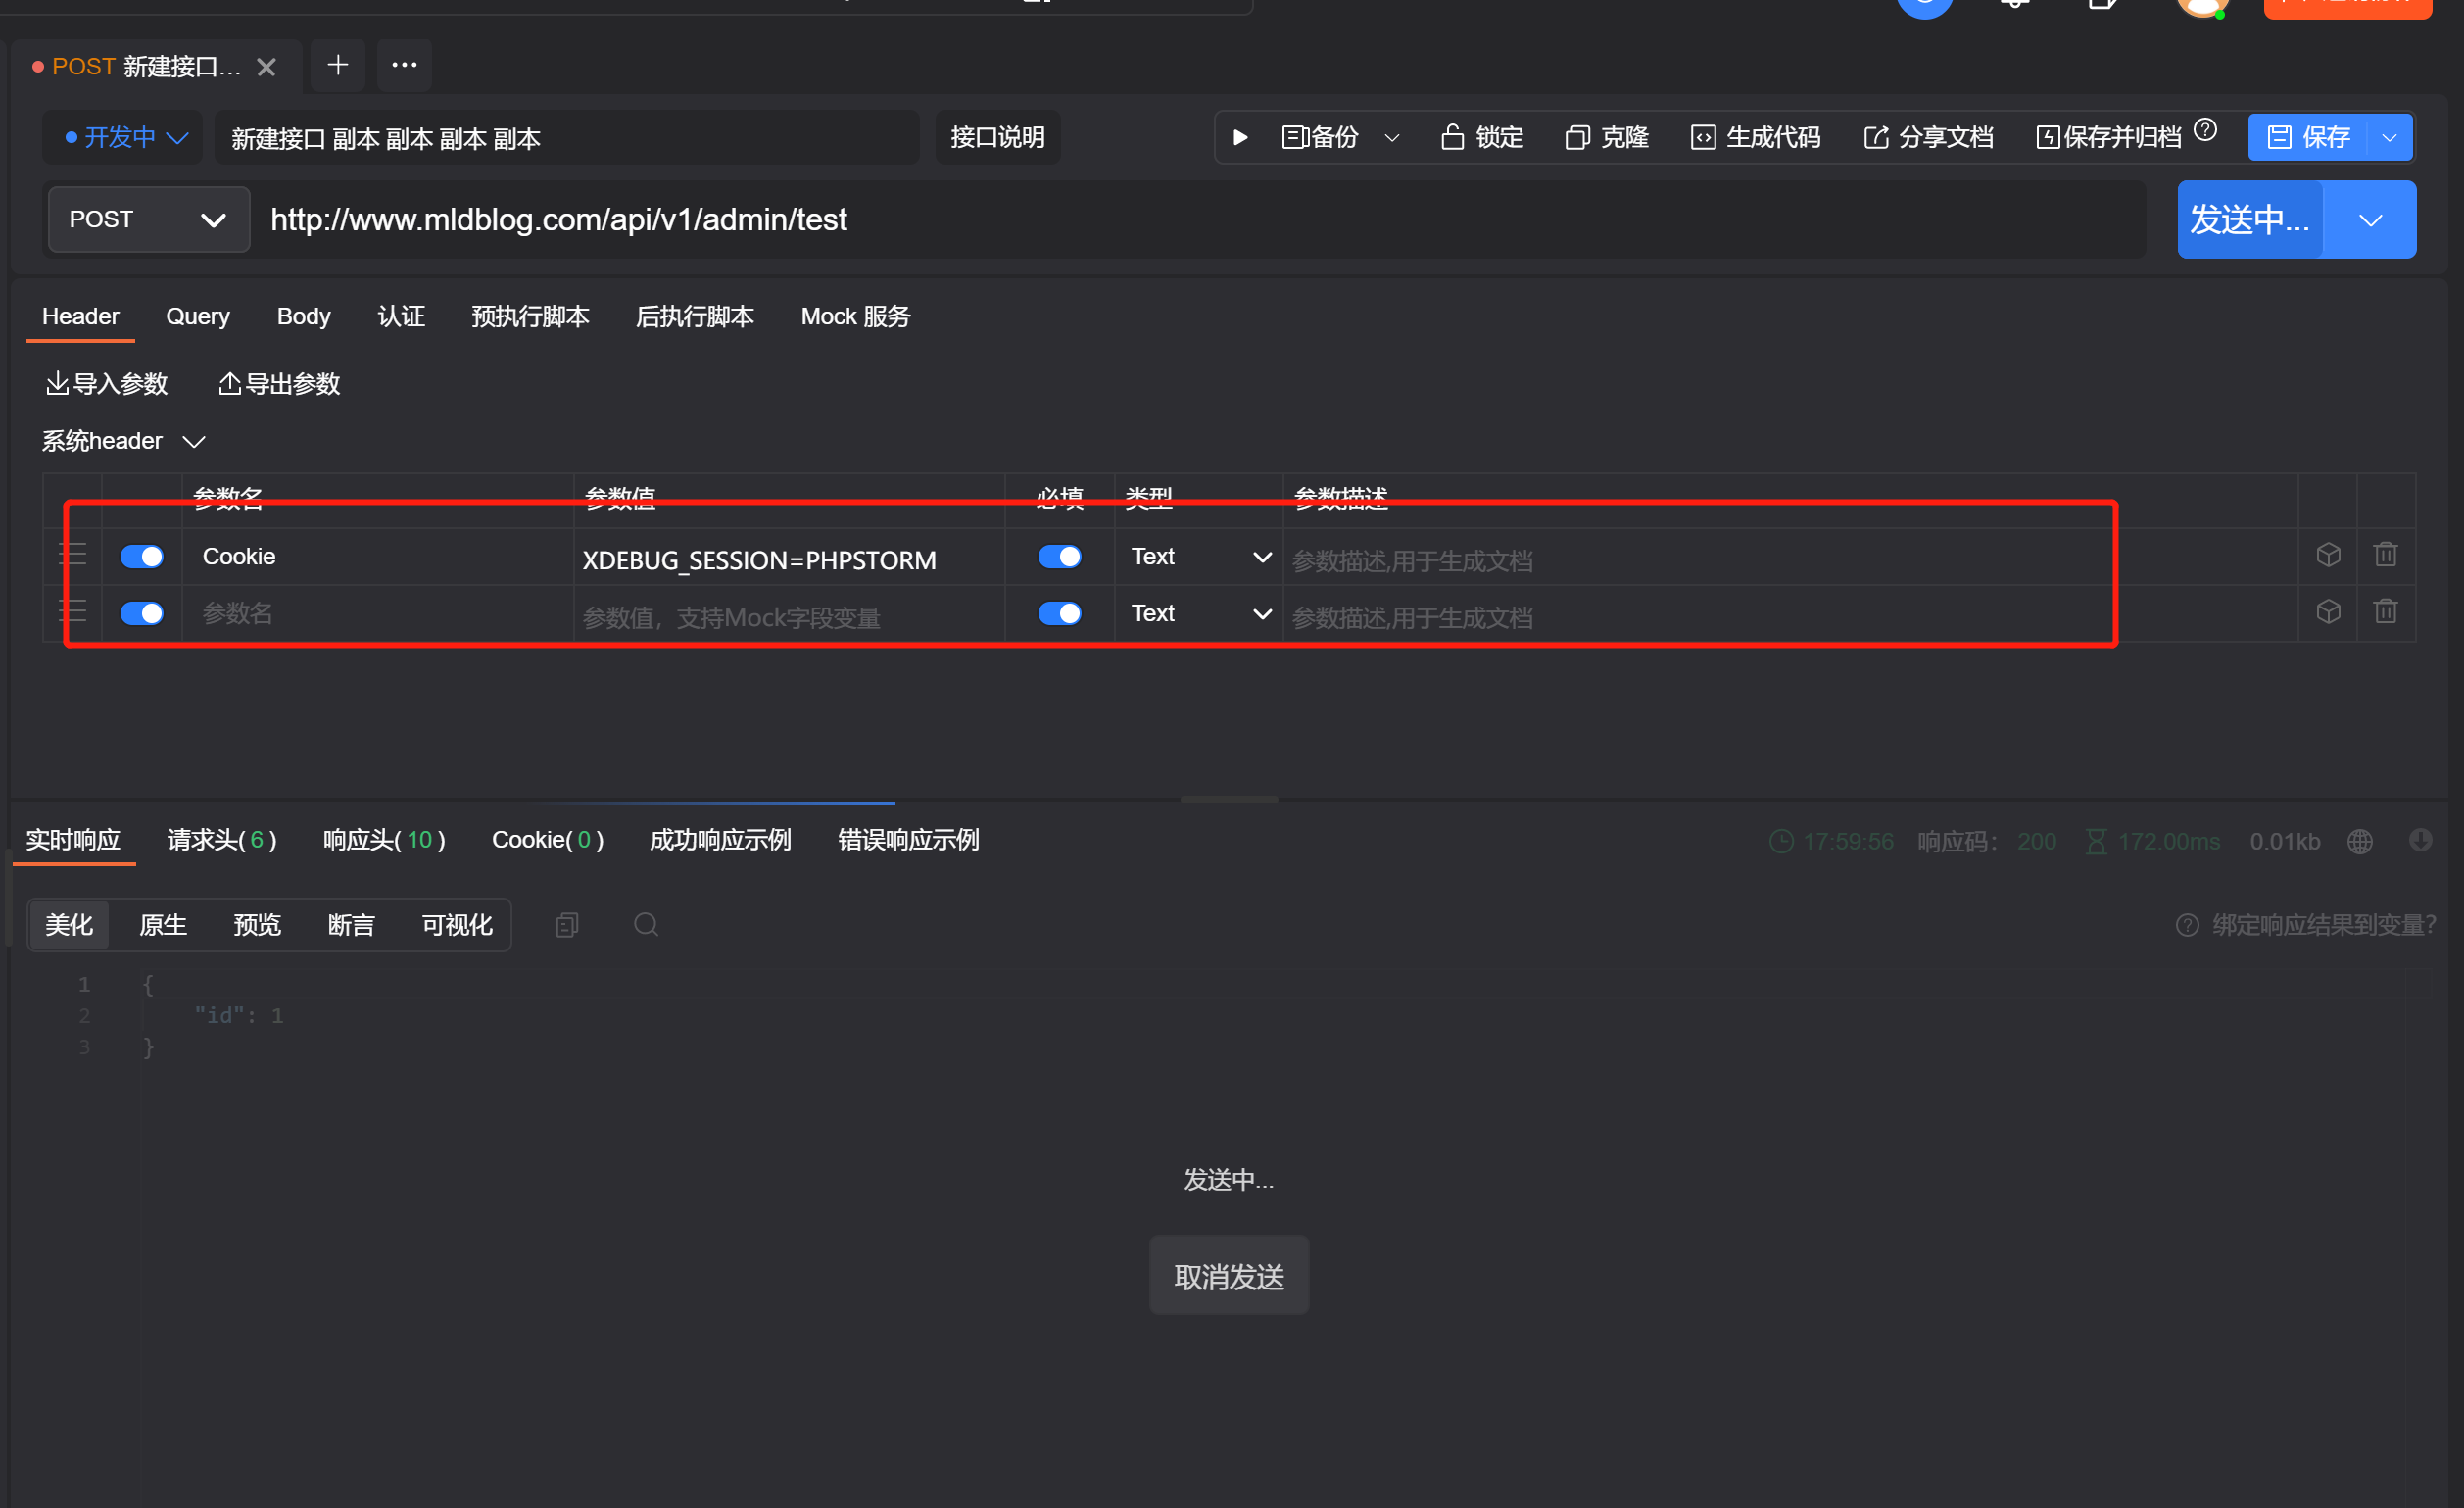 POST 新建接口...
开发中 新建接口 副本 副本 副本 副本 接口说明 备份 锁定 克隆 生成代码 分享文档 保存并归档 保存
POST http://www.mldblog.com/api/v1/admin/test 发送中...
Header Query Body 认证 预执行脚本 后执行脚本 Mock 服务
导入参数 导出参数
系统header
参数名 参数值 必填 类型 参数描述
Cookie XDEBUG_SESSION=PHPSTORM Text 参数描述,用于生成文档
参数名 参数值，支持Mock字段变量 Text 参数描述,用于生成文档
实时响应 请求头( 6 ) 响应头( 10 ) Cookie( 0 ) 成功响应示例 错误响应示例 17:59:56 响应码： 200 172.00ms 0.01kb
美化 原生 预览 断言 可视化 绑定响应结果到变量?
1 {
2 "id": 1
3 }
发送中...
取消发送